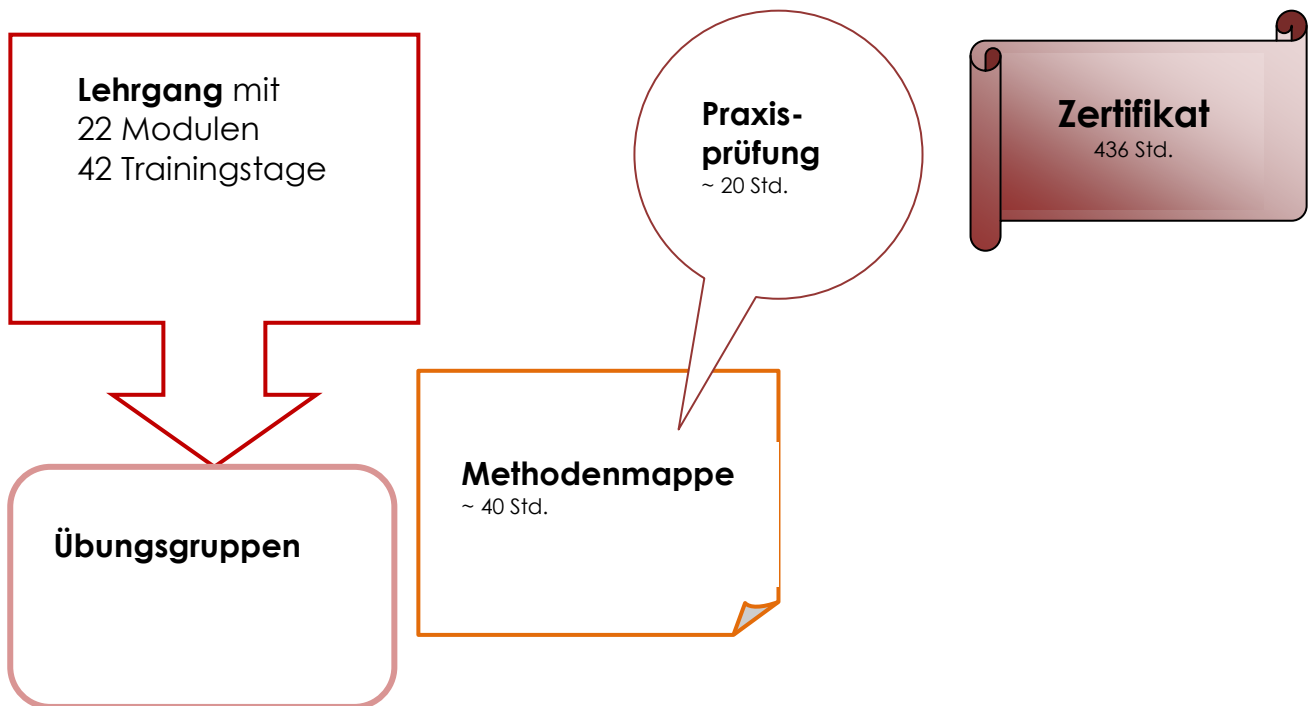 Lehrgang mit
22 Modulen
42 Trainingstage
Praxis-
prüfung
~ 20 Std.
Zertifikat
436 Std.
Methodenmappe
~ 40 Std.
Übungsgruppen